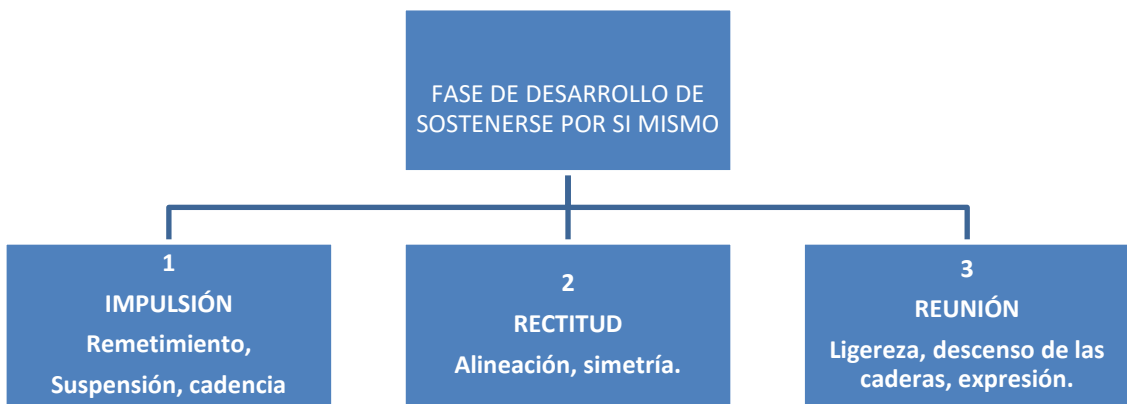 FASE DE DESARROLLO DE
SOSTENERSE POR SI MISMO
1
IMPULSIÓN
Remetimiento,
Suspensión, cadencia
2
RECTITUD
Alineación, simetría.
3
REUNIÓN
Ligereza, descenso de las
caderas, expresión.